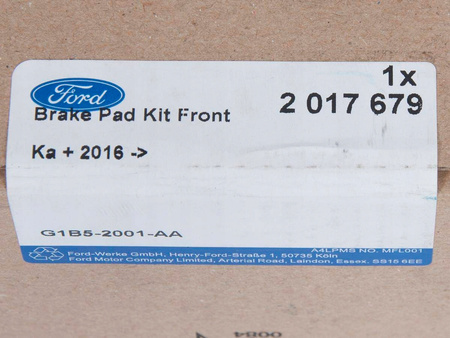 1x
Ford
2 017 679
Brake Pad Kit Front
Ka + 2016 ->
G1B5-2001-AA
A4LPMS NO. MFL001
Ford-Werke GmbH, Henry-Ford-Straße 1, 50735 Köln
Ford Motor Company Limited, Arterial Road, Laindon, Essex. SS15 6EE
0084